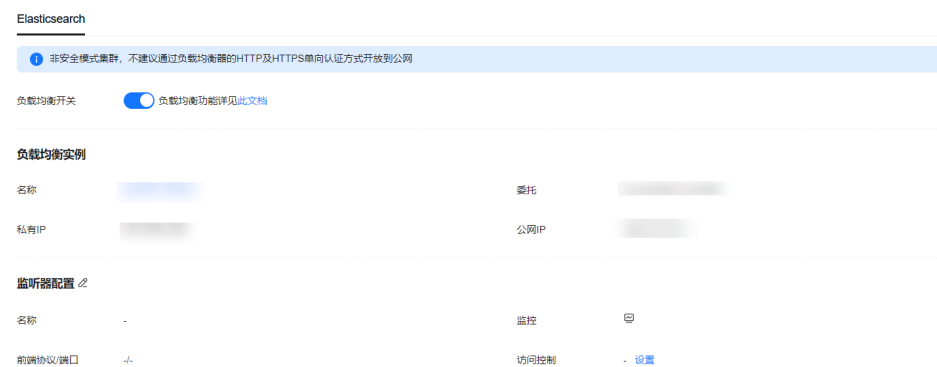 Elasticsearch
非安全模式集群，不建议通过负载均衡器的HTTP及HTTPS单向认证方式开放到公网
负载均衡开关 负载均衡功能详见此文档
负载均衡实例
名称 委托
私有IP 公网IP
监听器配置
名称 - 监控
前端协议/端口 -/- 访问控制 - 设置